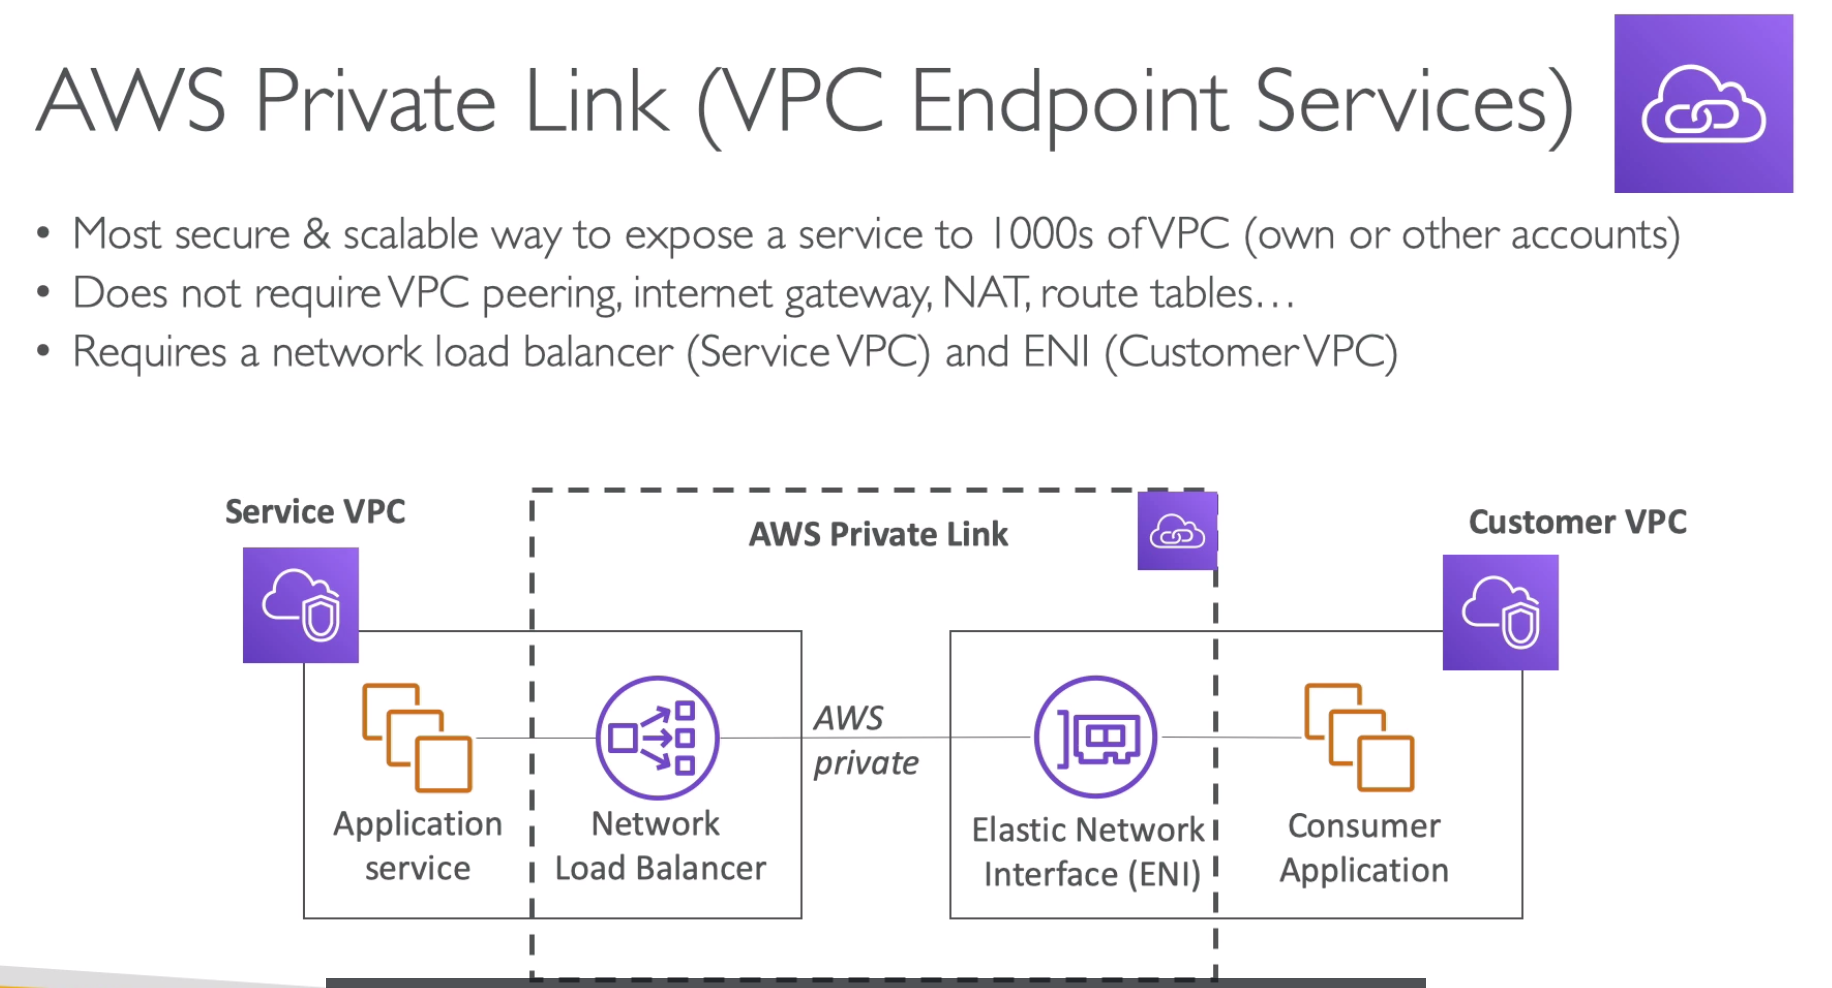 AWS Private Link (VPC Endpoint Services)
• Most secure & scalable way to expose a service to 1000s of VPC (own or other accounts)
• Does not require VPC peering, internet gateway, NAT, route tables…
• Requires a network load balancer (Service VPC) and ENI (Customer VPC)
Service VPC
AWS Private Link
Customer VPC
AWS
private
Application
service
Network
Load Balancer
Elastic Network
Interface (ENI)
Consumer
Application